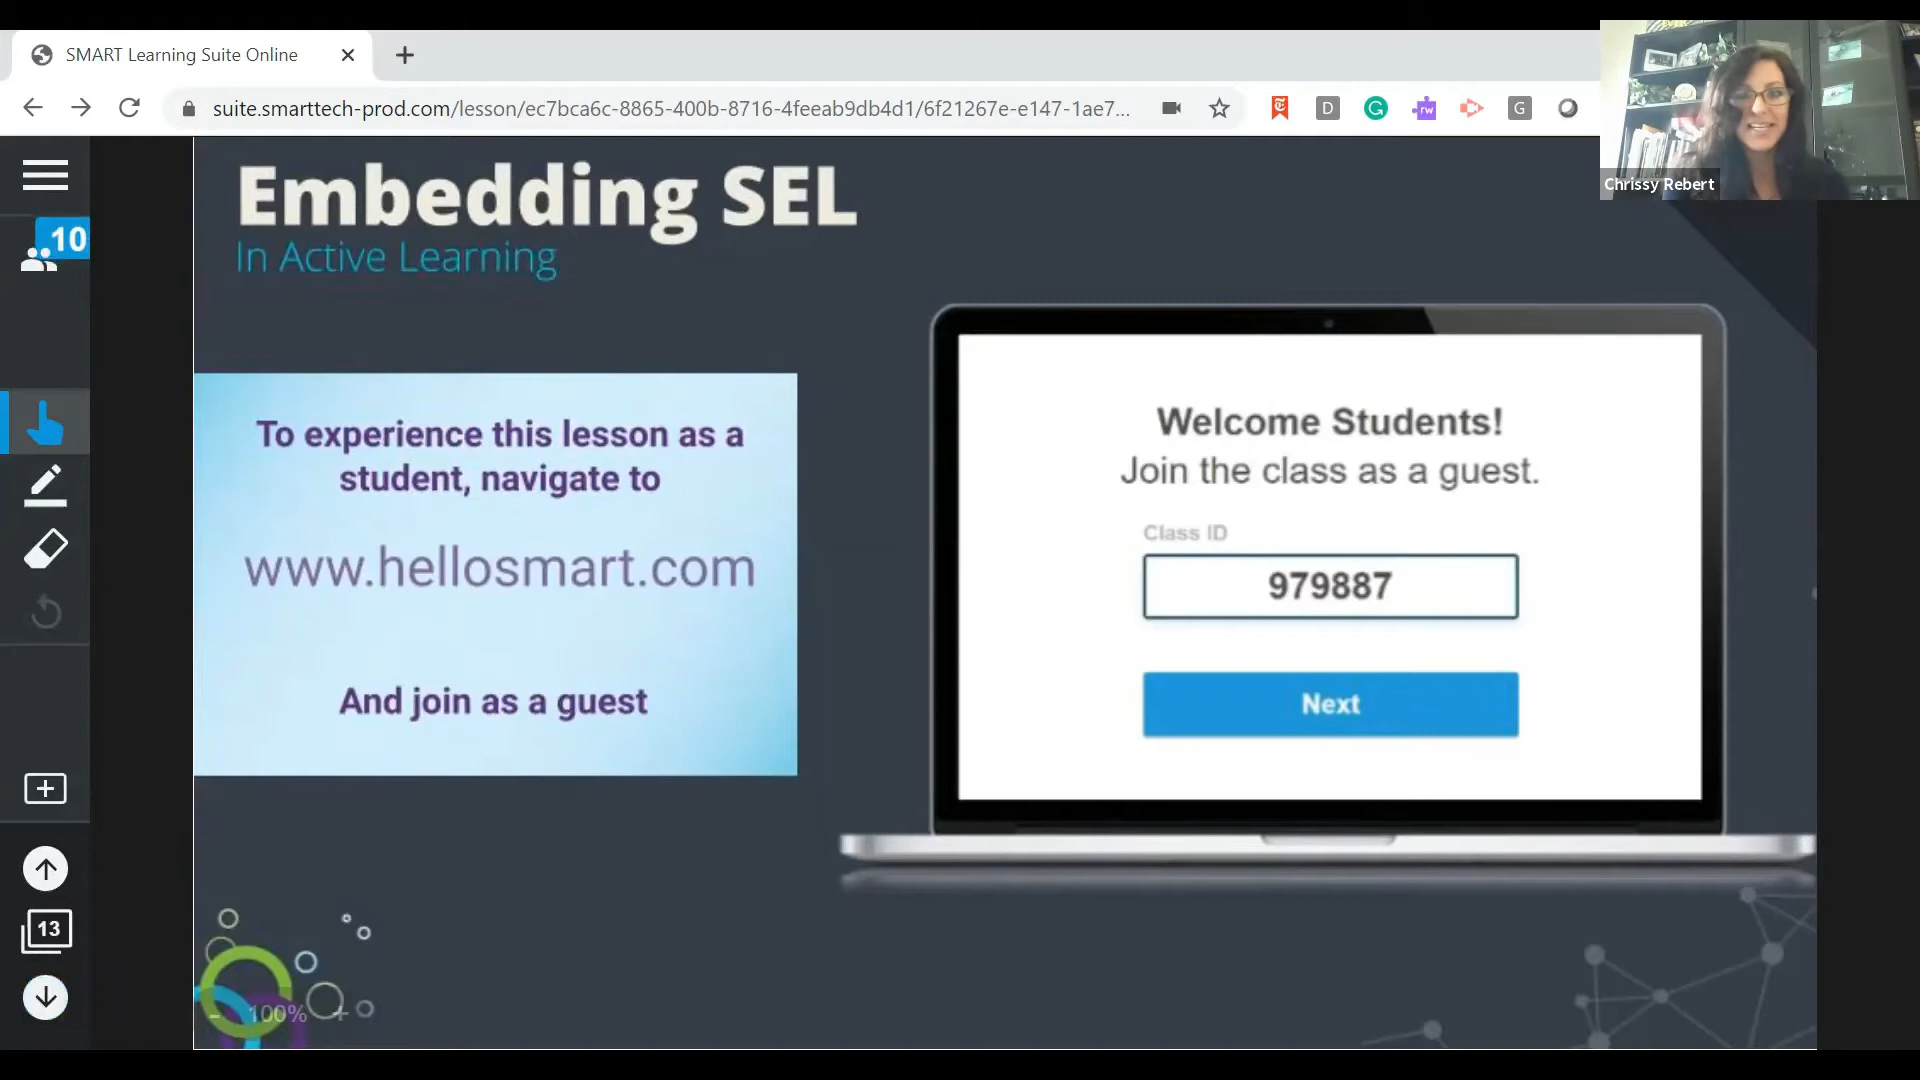 SMART Learning Suite Online
suite.smarttech-prod.com/lesson/ec7bca6c-8865-400b-8716-4feeab9db4d1/6f21267e-e147-1ae7...
D
G
rw
G
Chrissy Rebert
10
Embedding SEL
In Active Learning
To experience this lesson as a
student, navigate to
www.hellosmart.com
And join as a guest
Welcome Students!
Join the class as a guest.
Class ID
979887
Next
13
- 100% +